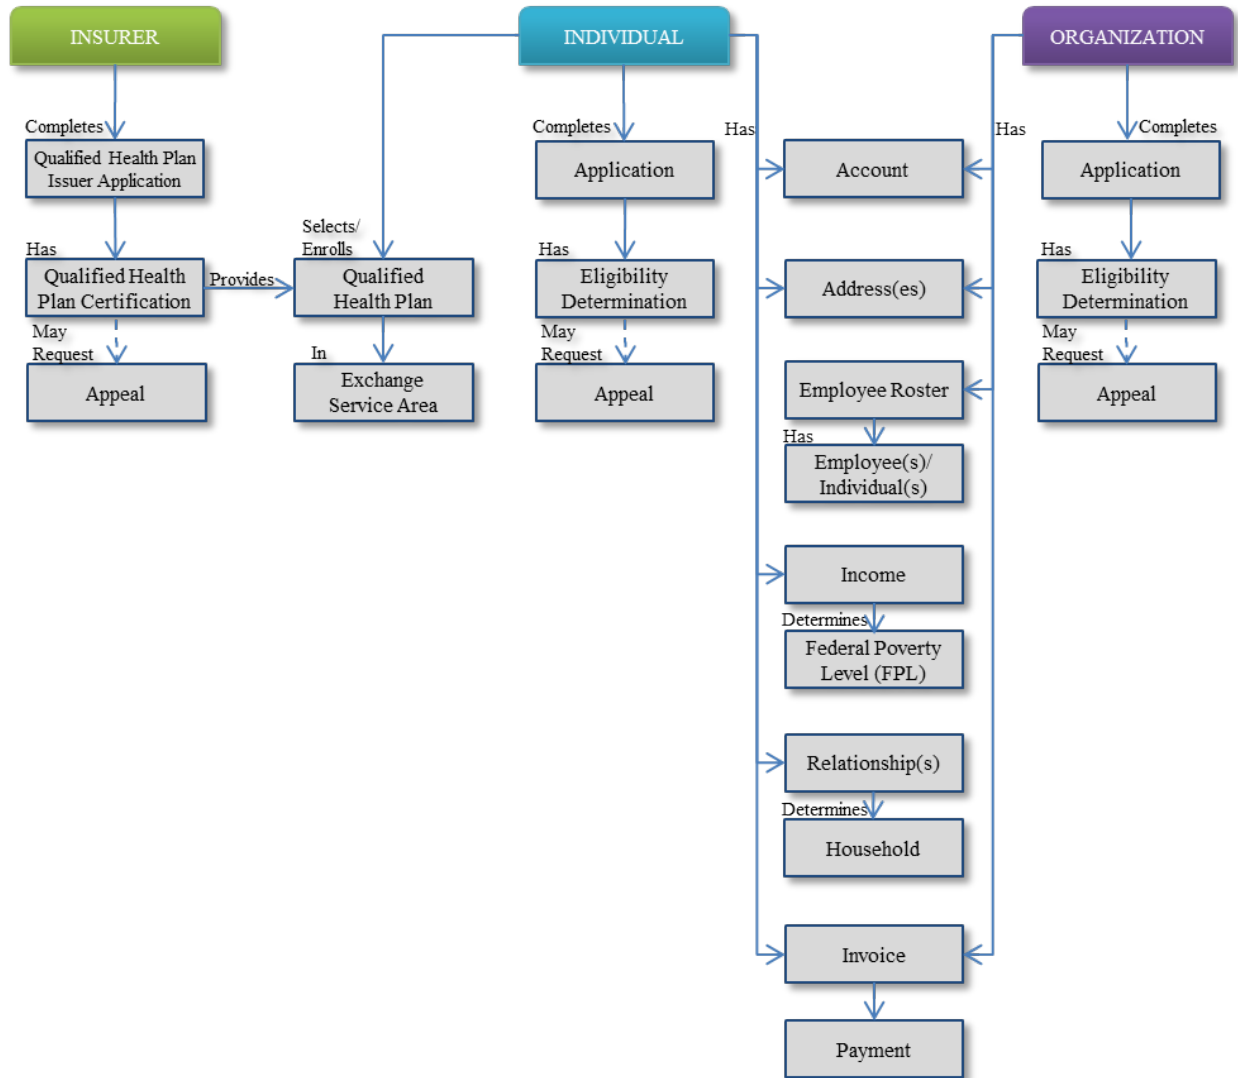 INSURER
INDIVIDUAL
ORGANIZATION
Completes
Completes
Has
Has
Completes
Qualified Health Plan
Issuer Application
Application
Account
Application
Has
Selects/
Enrolls
Has
Has
Qualified Health
Plan Certification
Provides
Qualified
Health Plan
Eligibility
Determination
Address(es)
Eligibility
Determination
May
Request
In
May
Request
May
Request
Appeal
Exchange
Service Area
Appeal
Employee Roster
Appeal
Has
Employee(s)/
Individual(s)
Income
Determines
Federal Poverty
Level (FPL)
Relationship(s)
Determines
Household
Invoice
Payment